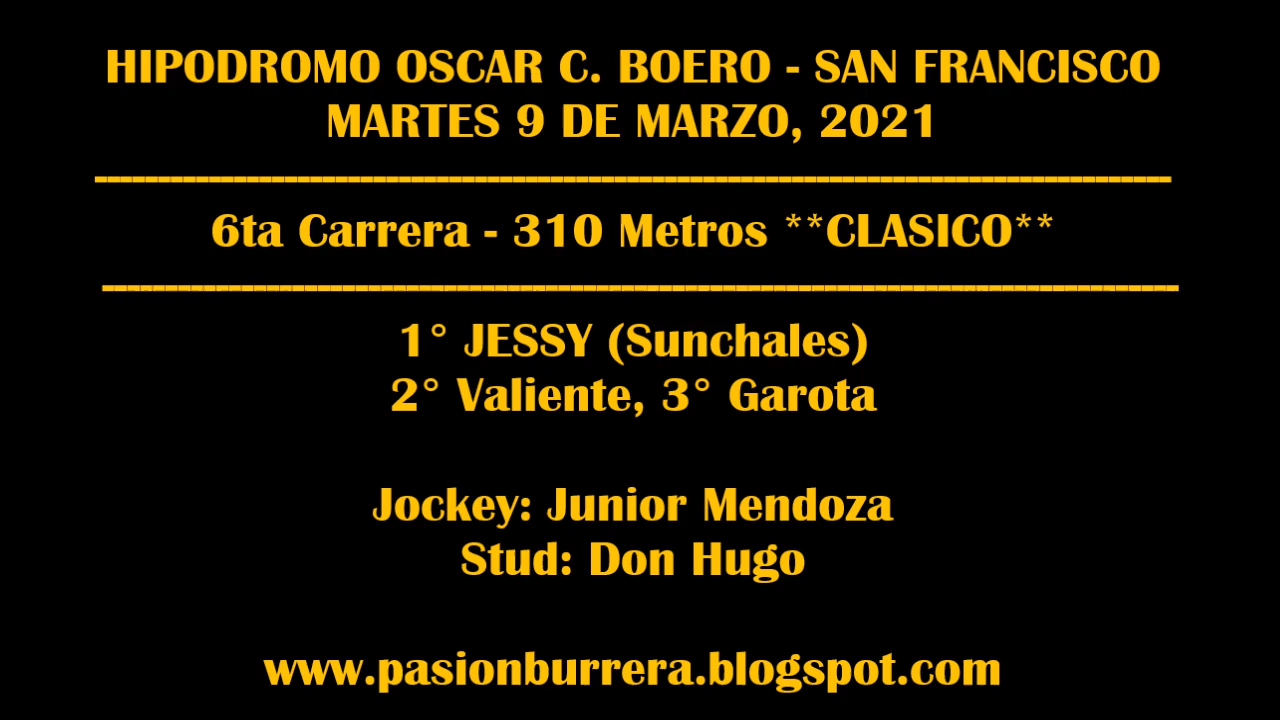 HIPODROMO OSCAR C. BOERO - SAN FRANCISCO
MARTES 9 DE MARZO, 2021
--------------------------------------------------------------------------------
6ta Carrera - 310 Metros **CLASICO**
--------------------------------------------------------------------------------
1° JESSY (Sunchales)
2° Valiente, 3° Garota
Jockey: Junior Mendoza
Stud: Don Hugo
www.pasionburrera.blogspot.com